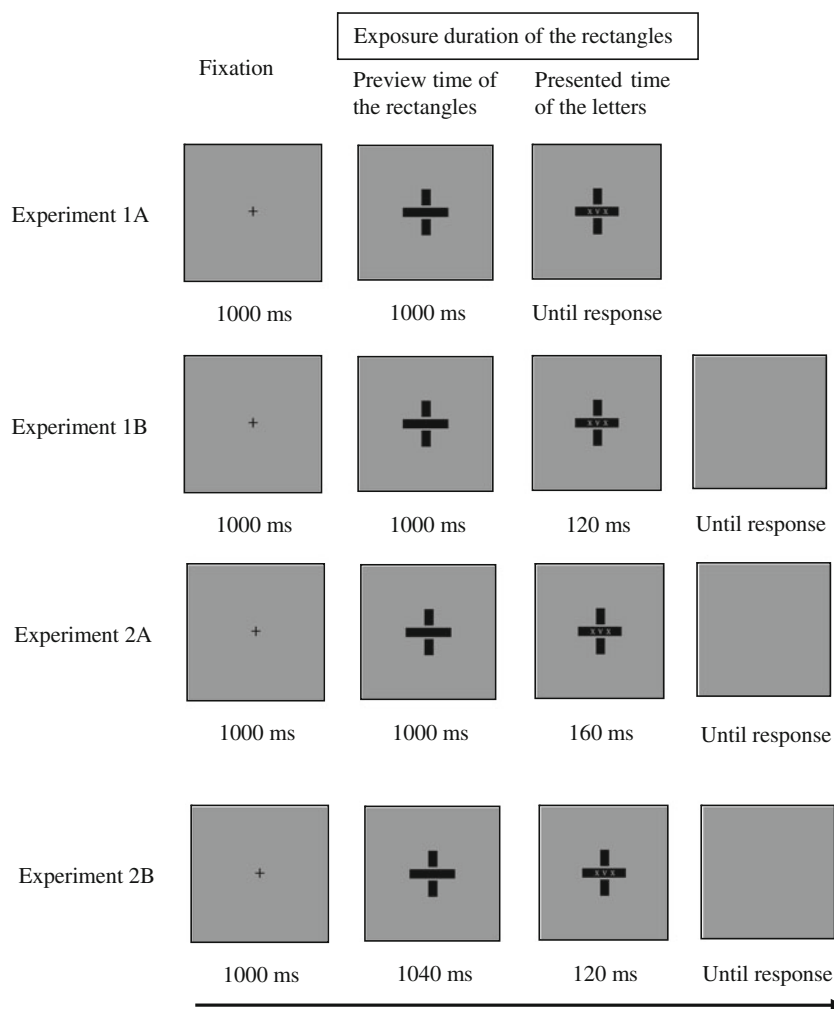 Exposure duration of the rectangles
Fixation
Preview time of the rectangles
Presented time of the letters
Experiment 1A
+
X V X
1000 ms
1000 ms
Until response
Experiment 1B
+
X V X
1000 ms
1000 ms
120 ms
Until response
Experiment 2A
+
X V X
1000 ms
1000 ms
160 ms
Until response
Experiment 2B
+
X V X
1000 ms
1040 ms
120 ms
Until response